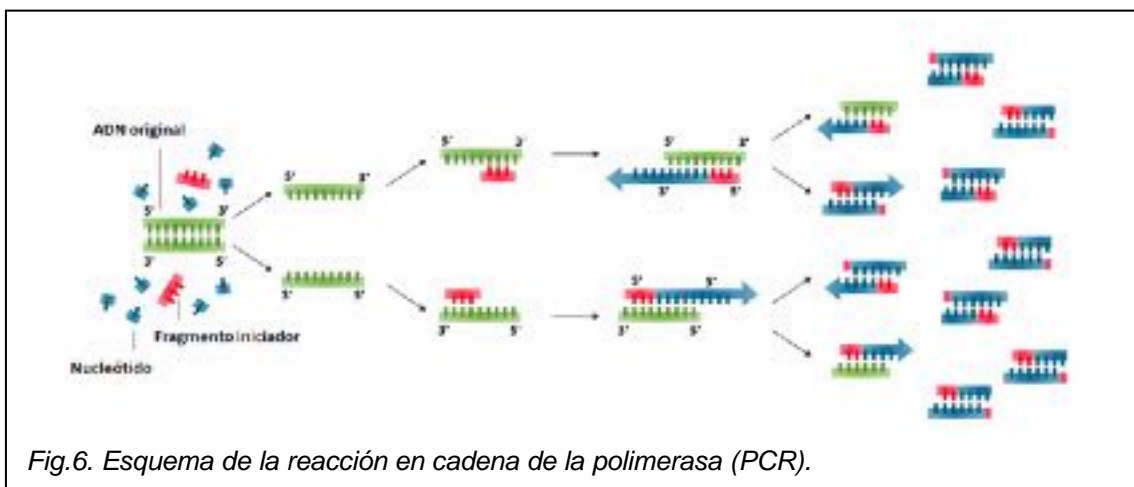 ADN original
5' 3'
3' 5'
Fragmento iniciador
Nucleótido
5' 3'
3' 5'
5' 3'
3' 5'
5' 3'
3' 5'
5' 5'
3' 5'
Fig.6. Esquema de la reacción en cadena de la polimerasa (PCR).